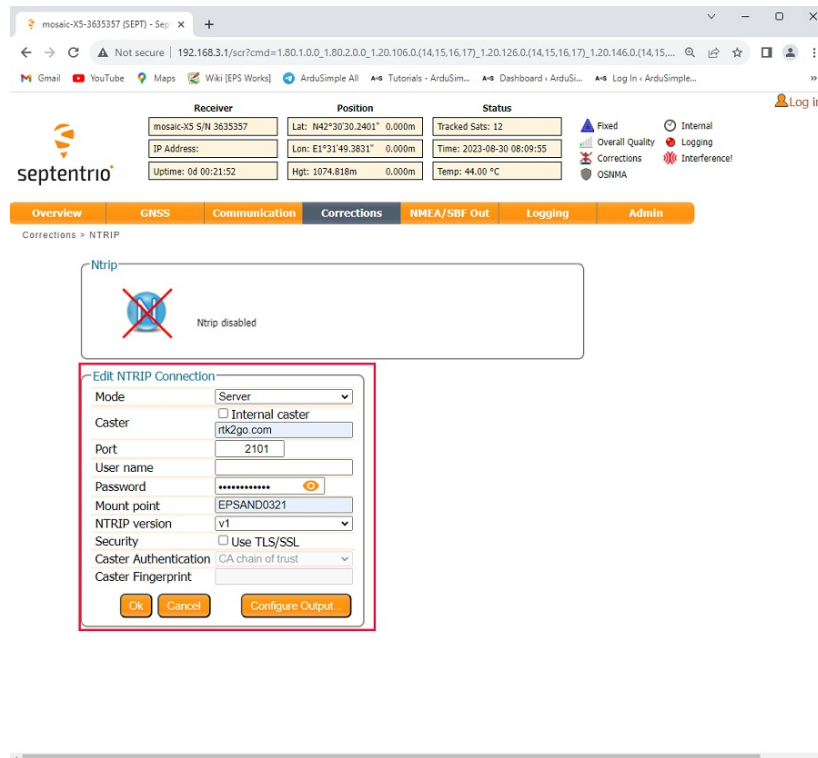 mosaic-X5-3635357 (SEPT) - Sep
Not secure | 192.168.3.1/scr?cmd=1.80.1.0.0_1.80.2.0.0_1.20.106.0.(14,15,16,17)_1.20.126.0.(14,15,16,17)_1.20.146.0.(14,15,...
Gmail YouTube Maps Wiki [EPS Works] ArduSimple All A+S Tutorials - ArduSim... A+S Dashboard ‹ ArduSi... A+S Log In ‹ ArduSimple... »
Log in
Receiver Position Status
mosaic-X5 S/N 3635357 Lat: N42°30'30.2401" 0.000m Tracked Sats: 12 Fixed Internal
IP Address: Lon: E1°31'49.3831" 0.000m Time: 2023-08-30 08:09:55 Overall Quality Logging
Corrections Interference!
Uptime: 0d 00:21:52 Hgt: 1074.818m 0.000m Temp: 44.00 °C OSNMA
septentrio
Overview GNSS Communication Corrections NMEA/SBF Out Logging Admin
Corrections > NTRIP
Ntrip
N
Ntrip disabled
Edit NTRIP Connection
Mode Server
Caster Internal caster
rtk2go.com
Port 2101
User name
Password ••••••••••••
Mount point EPSAND0321
NTRIP version v1
Security Use TLS/SSL
Caster Authentication CA chain of trust
Caster Fingerprint
Ok Cancel Configure Output...